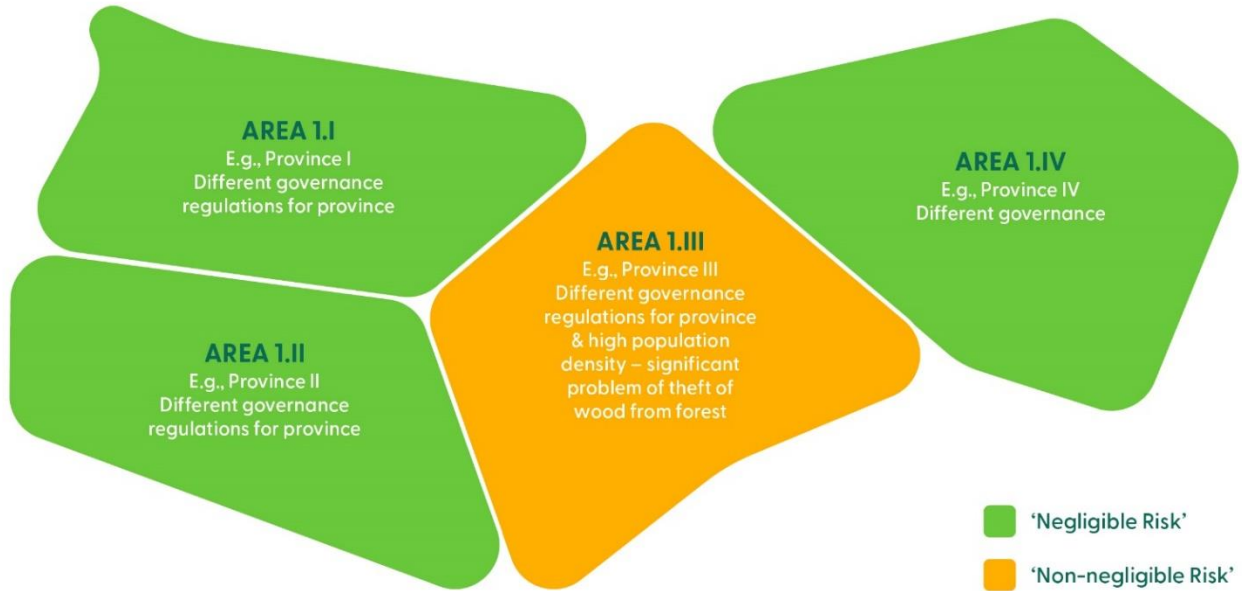 AREA 1.I
E.g., Province I
Different governance
regulations for province
AREA 1.II
E.g., Province II
Different governance
regulations for province
AREA 1.III
E.g., Province III
Different governance
regulations for province
& high population
density – significant
problem of theft of
wood from forest
AREA 1.IV
E.g., Province IV
Different governance
'Negligible Risk'
'Non-negligible Risk'